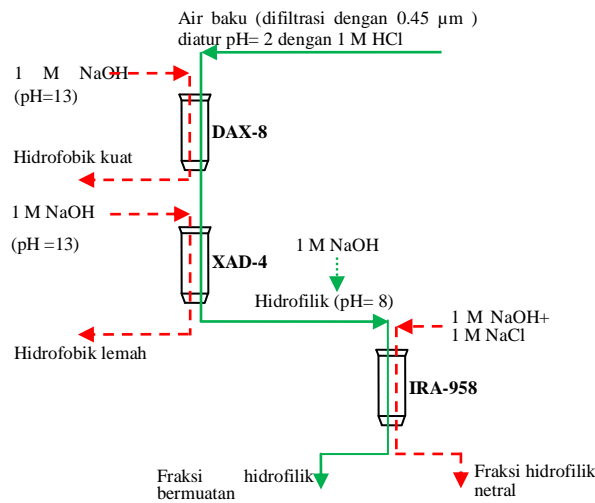 Air baku (difiltrasi dengan 0.45 µm )
diatur pH= 2 dengan 1 M HCl
1 M NaOH
(pH=13)
DAX-8
Hidrofobik kuat
1 M NaOH
(pH =13)
XAD-4
1 M NaOH
Hidrofilik (pH= 8)
Hidrofobik lemah
1 M NaOH+
1 M NaCl
IRA-958
Fraksi hidrofilik
bermuatan
Fraksi hidrofilik
netral